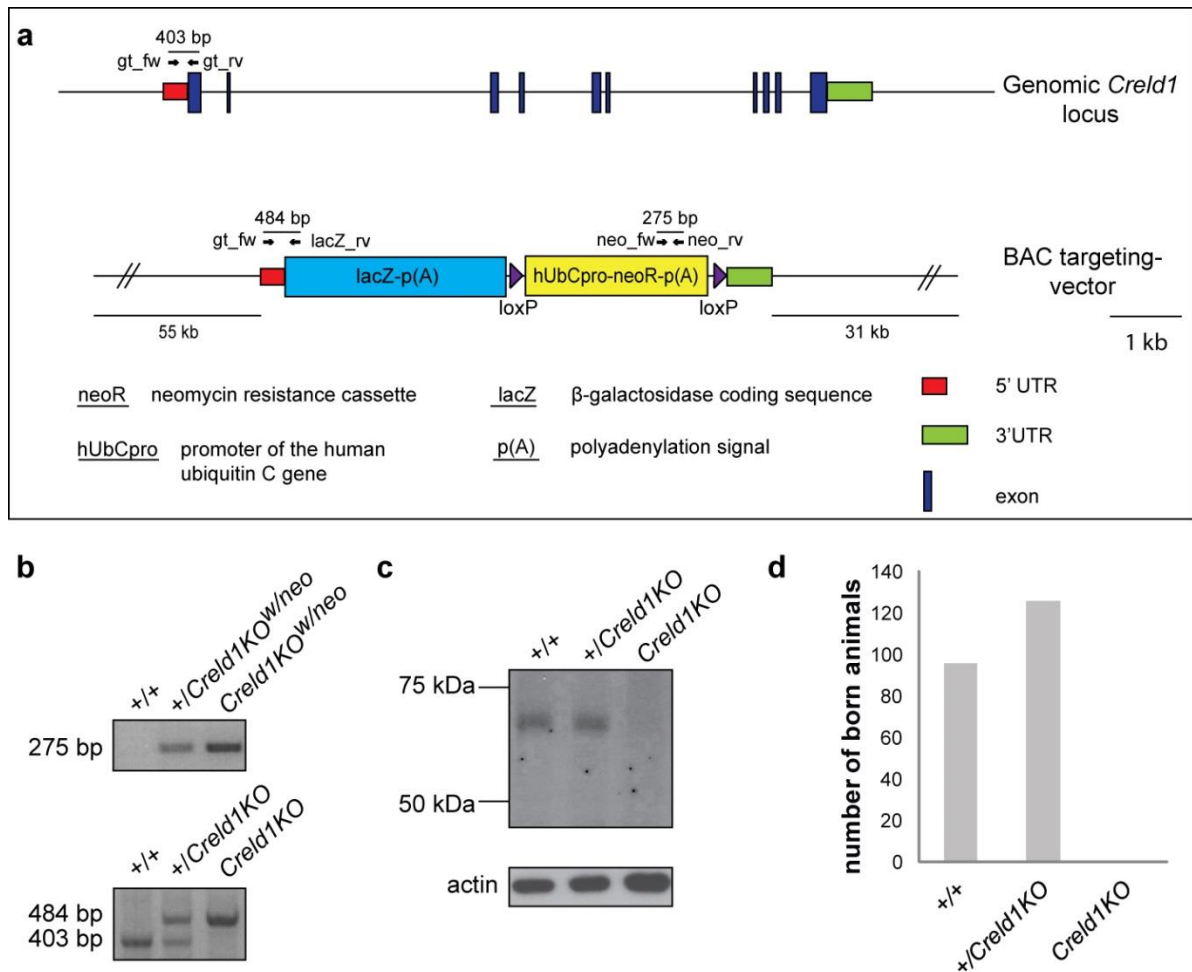 a
403 bp
gt_fw gt_rv
Genomic Creld1 locus
484 bp
gt_fw lacZ_rv
275 bp
neo_fw neo_rv
lacZ-p(A)
hUbCpro-neoR-p(A)
loxP
loxP
BAC targeting-vector
55 kb
31 kb
1 kb
neoR neomycin resistance cassette
lacZ β-galactosidase coding sequence
5' UTR
hUbCpro promoter of the human ubiquitin C gene
p(A) polyadenylation signal
3'UTR
exon
b
+/+
+/Creld1KOw/neo
Creld1KOw/neo
275 bp
+/+
+/Creld1KO
Creld1KO
484 bp
403 bp
c
+/+
+/Creld1KO
Creld1KO
75 kDa
50 kDa
actin
d
number of born animals
140
120
100
80
60
40
20
0
+/+
+/Creld1KO
Creld1KO